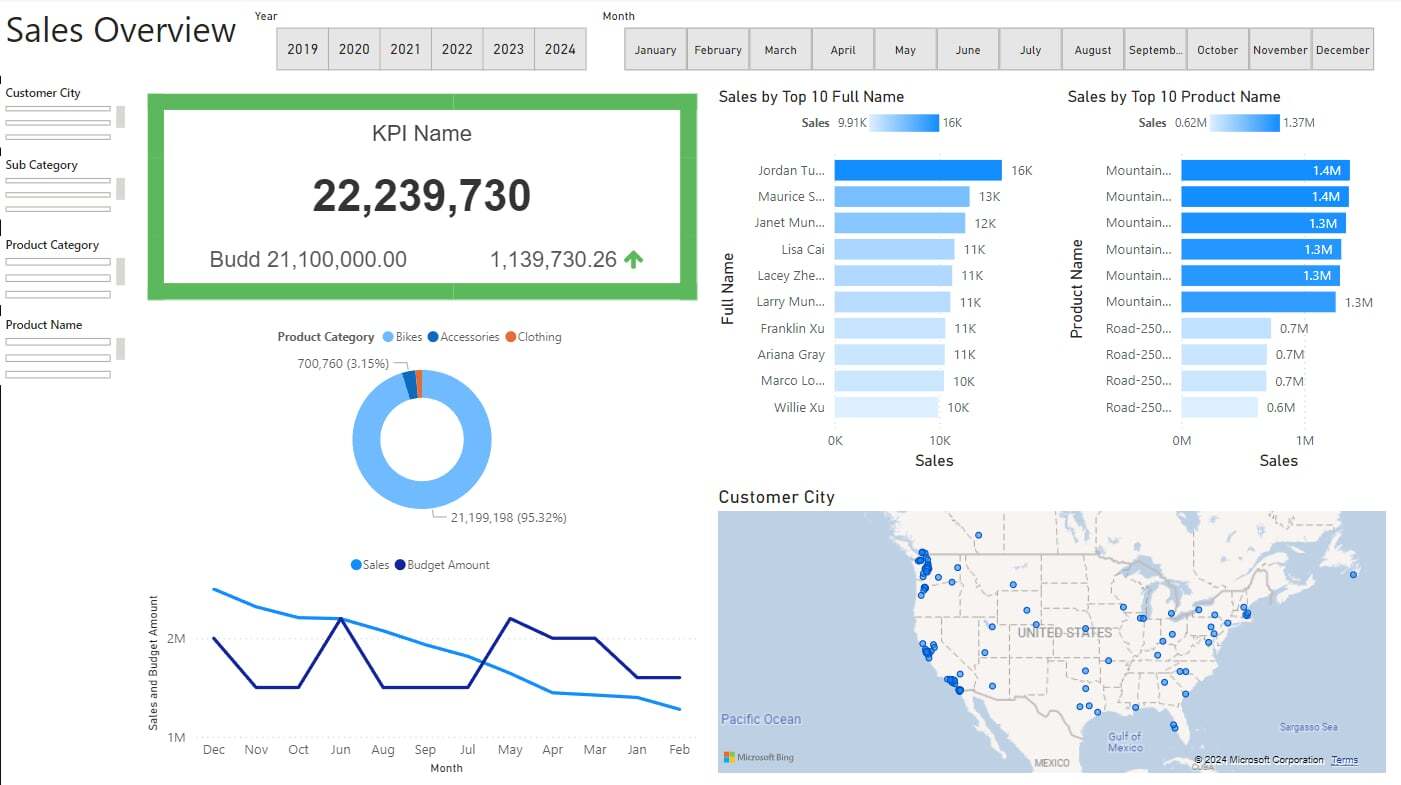 Sales Overview
Year
2019 2020 2021 2022 2023 2024
Month
January February March April May June July August Septemb... October November December
Customer City
Sub Category
Product Category
Product Name
KPI Name
22,239,730
Budd 21,100,000.00 1,139,730.26
Product Category Bikes Accessories Clothing
700,760 (3.15%)
21,199,198 (95.32%)
Sales Budget Amount
Sales and Budget Amount
2M
1M
Dec Nov Oct Jun Aug Sep Jul May Apr Mar Jan Feb
Month
Sales by Top 10 Full Name
Sales 9.91K 16K
Full Name
Jordan Tu... 16K
Maurice S... 13K
Janet Mun... 12K
Lisa Cai 11K
Lacey Zhe... 11K
Larry Mun... 11K
Franklin Xu 11K
Ariana Gray 11K
Marco Lo... 10K
Willie Xu 10K
0K 10K
Sales
Sales by Top 10 Product Name
Sales 0.62M 1.37M
Product Name
Mountain... 1.4M
Mountain... 1.4M
Mountain... 1.3M
Mountain... 1.3M
Mountain... 1.3M
Mountain... 1.3M
Road-250... 0.7M
Road-250... 0.7M
Road-250... 0.7M
Road-250... 0.6M
0M 1M
Sales
Customer City
UNITED STATES
Pacific Ocean
Sargasso Sea
Gulf of
Mexico
MEXICO
CUBA
Microsoft Bing
© 2024 Microsoft Corporation Terms